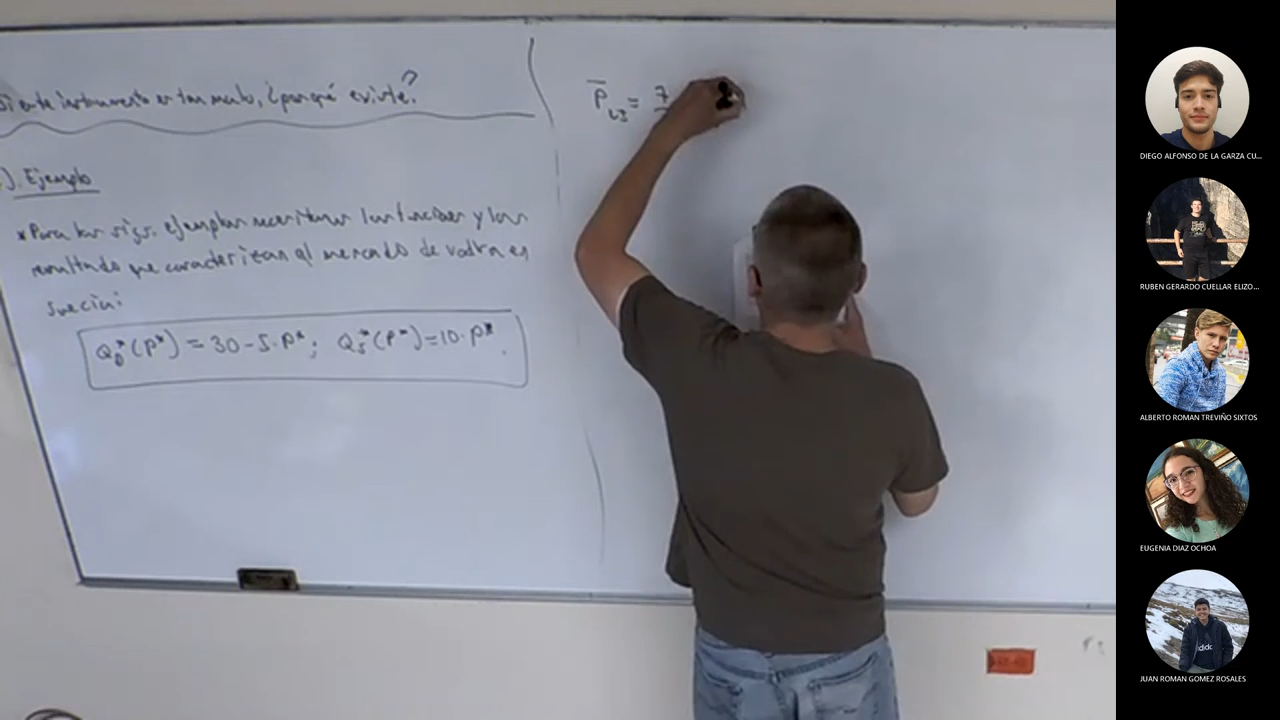 Si este instrumento es tan malo, ¿porqué existe?
). Ejemplo
*Para los sigs. ejemplos necesitamos las funciones y los
resultados que caracterizan al mercado de vodka en
suecia:
Q_D^*(P^*) = 30-5·P^*; Q_S^*(P^*)=10·P^*.
P̄_US = 7
DIEGO ALFONSO DE LA GARZA CU...
RUBEN GERARDO CUELLAR ELIZO...
ALBERTO ROMAN TREVIÑO SIXTOS
EUGENIA DIAZ OCHOA
JUAN ROMAN GOMEZ ROSALES